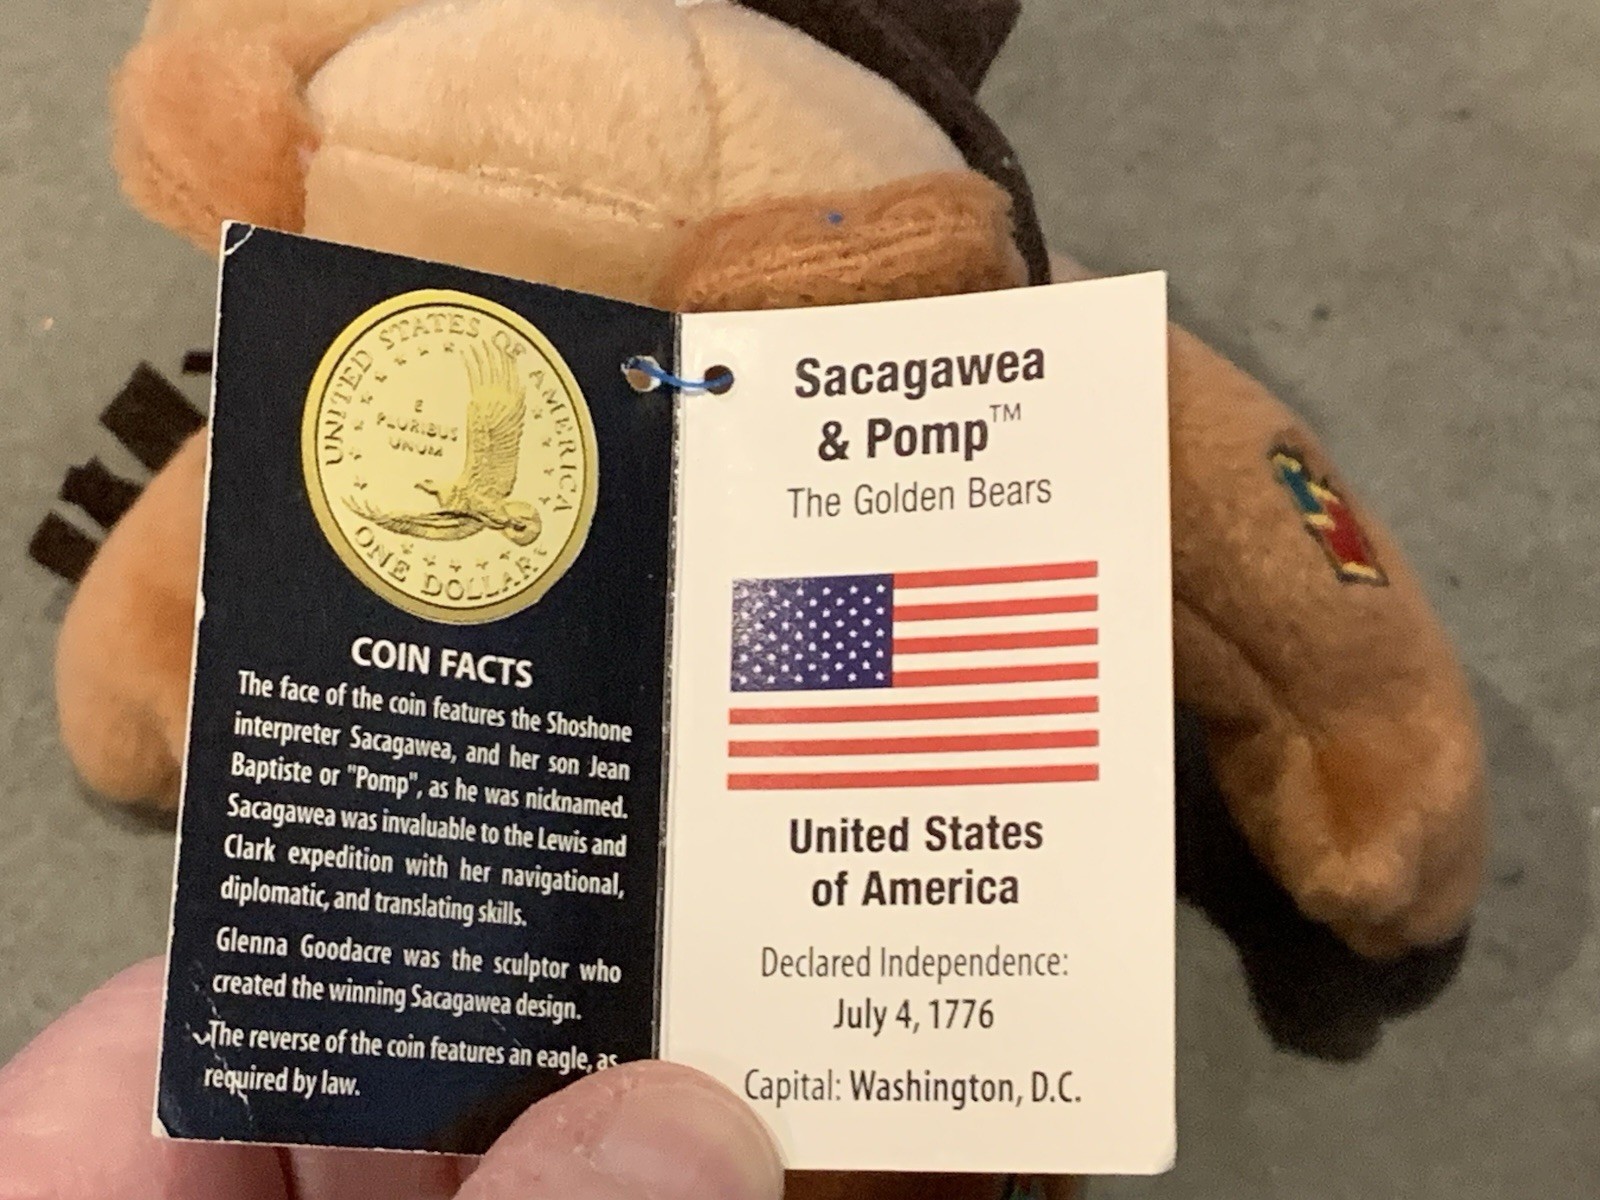 UNITED STATES OF AMERICA
E
PLURIBUS
UNUM
ONE DOLLAR
COIN FACTS
The face of the coin features the Shoshone
interpreter Sacagawea, and her son Jean
Baptiste or "Pomp", as he was nicknamed.
Sacagawea was invaluable to the Lewis and
Clark expedition with her navigational,
diplomatic, and translating skills.
Glenna Goodacre was the sculptor who
created the winning Sacagawea design.
The reverse of the coin features an eagle, as
required by law.
Sacagawea
& Pomp™
The Golden Bears
United States
of America
Declared Independence:
July 4, 1776
Capital: Washington, D.C.